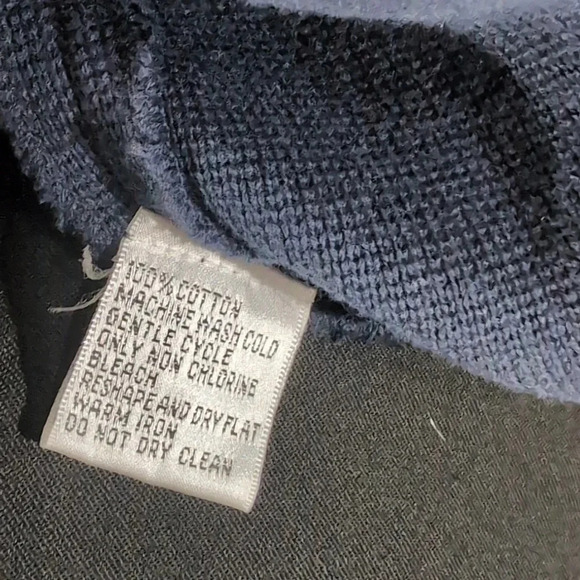 100% COTTON
MACHINE WASH COLD
GENTLE CYCLE
ONLY NON CHLORINE
BLEACH
RESHAPE AND DRY FLAT
WARM IRON
DO NOT DRY CLEAN